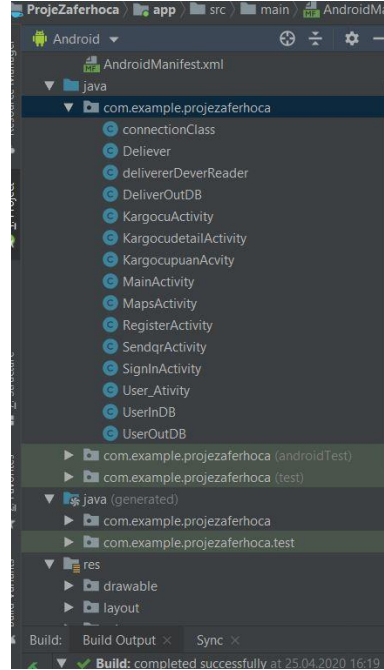 ProjeZaferhoca app src main AndroidM
Android
AndroidManifest.xml
java
com.example.projezaferhoca
connectionClass
Deliever
delivererDeverReader
DeliverOutDB
KargocuActivity
KargocudetailActivity
KargocupuanAcvity
MainActivity
MapsActivity
RegisterActivity
SendqrActivity
SignInActivity
User_Ativity
UserInDB
UserOutDB
com.example.projezaferhoca (androidTest)
com.example.projezaferhoca (test)
java (generated)
com.example.projezaferhoca
com.example.projezaferhoca.test
res
drawable
layout
Build: Build Output × Sync ×
Build: completed successfully at 25.04.2020 16:19